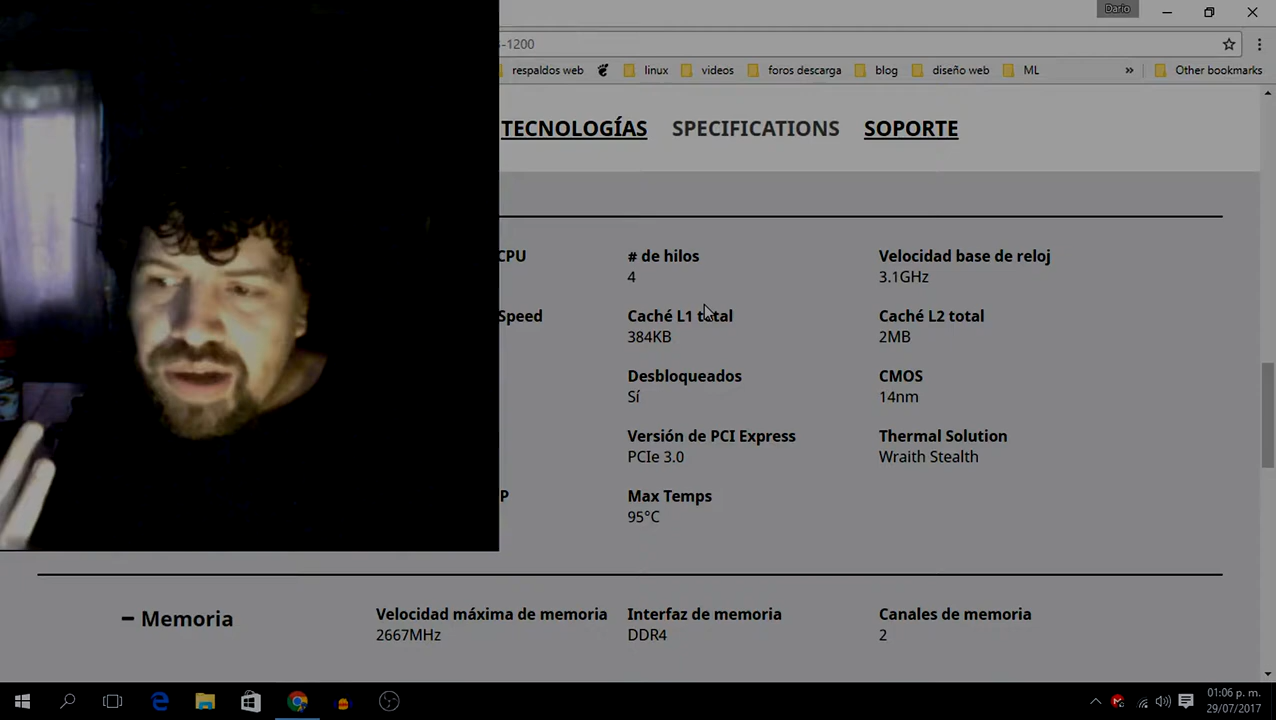 Darío
-1200
respaldos web
linux
videos
foros descarga
blog
diseño web
ML
»
Other bookmarks
TECNOLOGÍAS SPECIFICATIONS SOPORTE
CPU
# de hilos
4
Velocidad base de reloj
3.1GHz
Speed
Caché L1 total
384KB
Caché L2 total
2MB
Desbloqueados
Sí
CMOS
14nm
Versión de PCI Express
PCIe 3.0
Thermal Solution
Wraith Stealth
P
Max Temps
95°C
Memoria
Velocidad máxima de memoria
2667MHz
Interfaz de memoria
DDR4
Canales de memoria
2
01:06 p. m.
29/07/2017